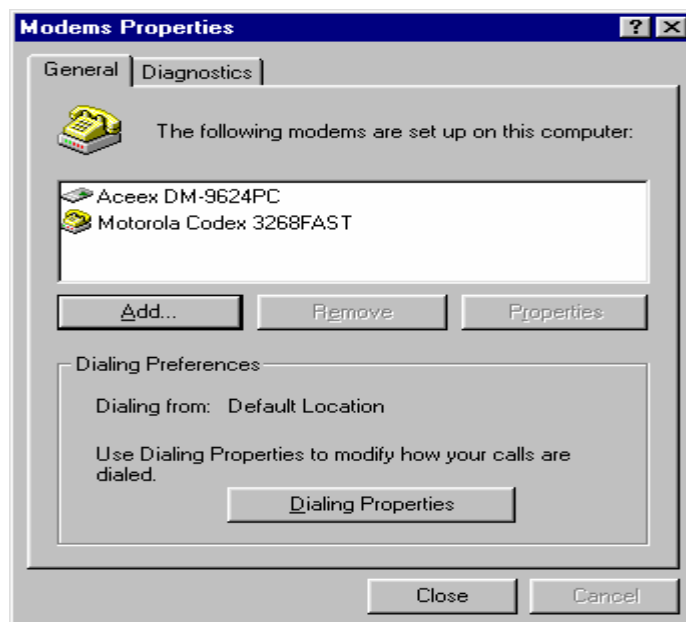 Modems Properties
General Diagnostics
The following modems are set up on this computer:
Aceex DM-9624PC
Motorola Codex 3268FAST
Add... Remove Properties
Dialing Preferences
Dialing from: Default Location
Use Dialing Properties to modify how your calls are
dialed.
Dialing Properties
Close Cancel